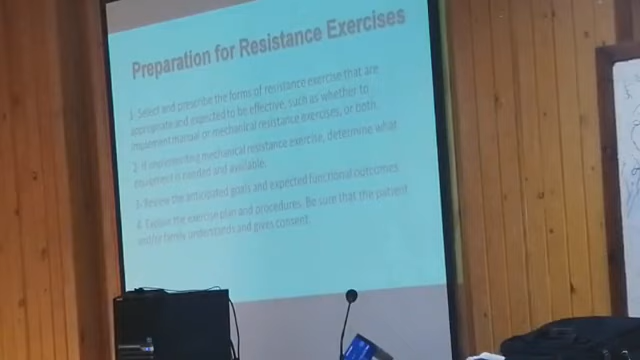 Preparation for Resistance Exercises
1. Select and prescribe the forms of resistance exercise that are
appropriate and expected to be effective, such as whether to
implement manual or mechanical resistance exercises, or both.
2. If implementing mechanical resistance exercise, determine what
equipment is needed and available.
3. Review the anticipated goals and expected functional outcomes.
4. Explain the exercise plan and procedures. Be sure that the patient
and/or family understands and gives consent.